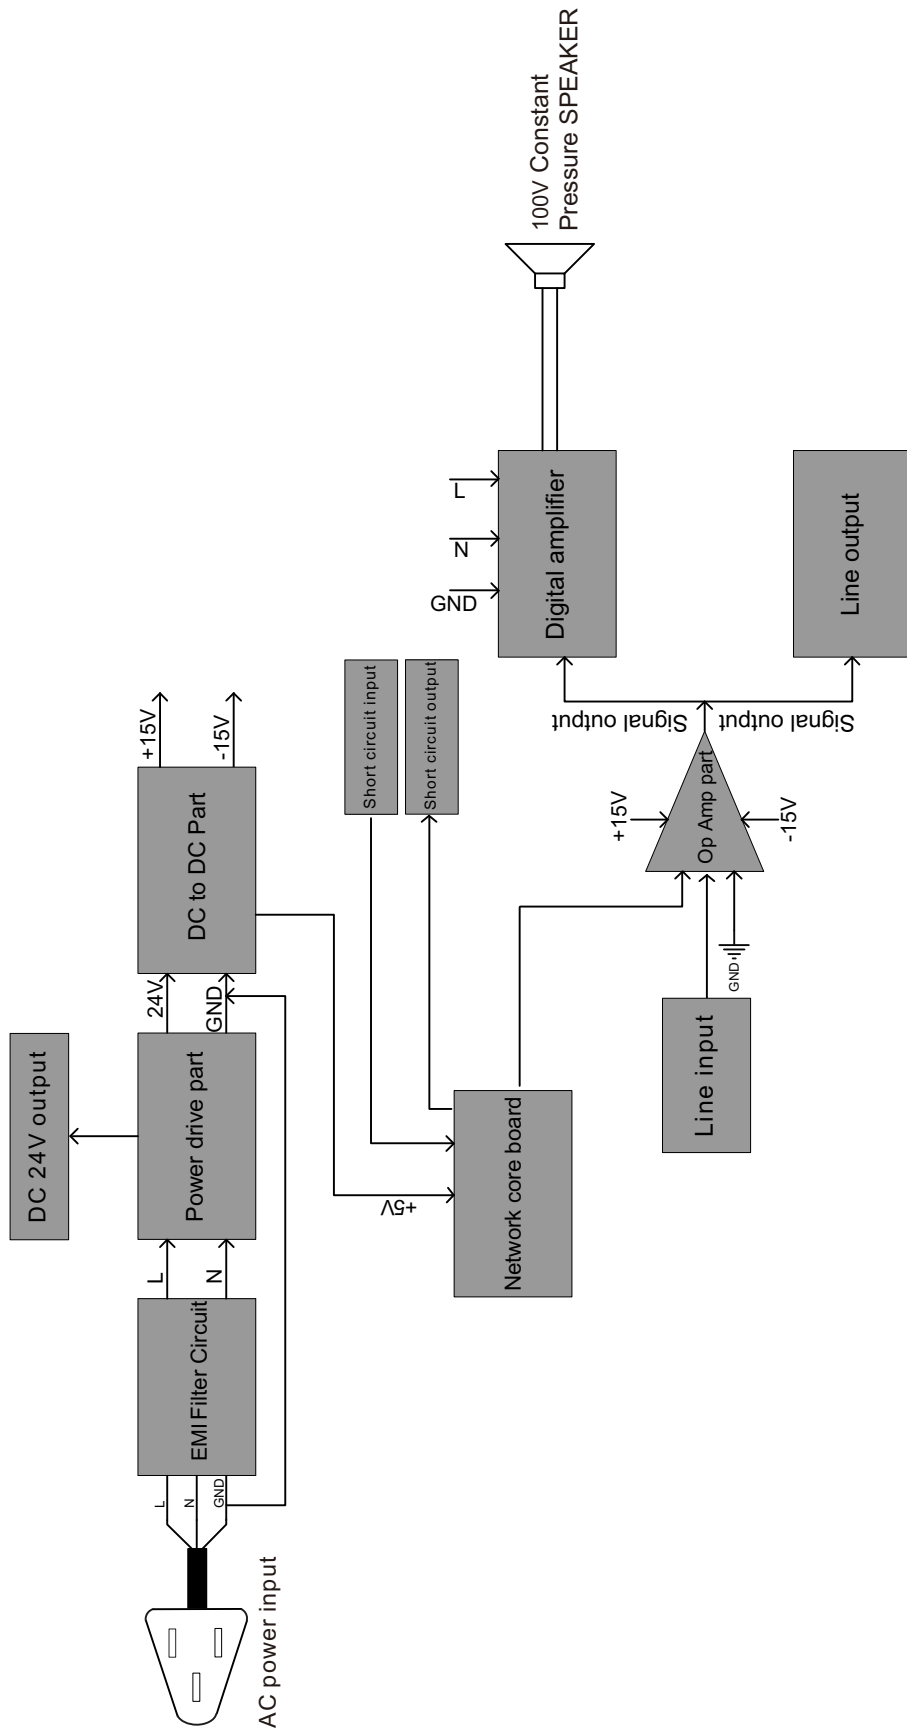 AC power input
L
N
GND
EMI Filter Circuit
L
N
Power drive part
DC 24V output
24V
GND
DC to DC Part
+15V
-15V
+5V
Network core board
Short circuit input
Short circuit output
Line input
GND
+15V
-15V
Op Amp part
Signal output
Signal output
GND
N
L
Digital amplifier
Line output
100V Constant
Pressure SPEAKER